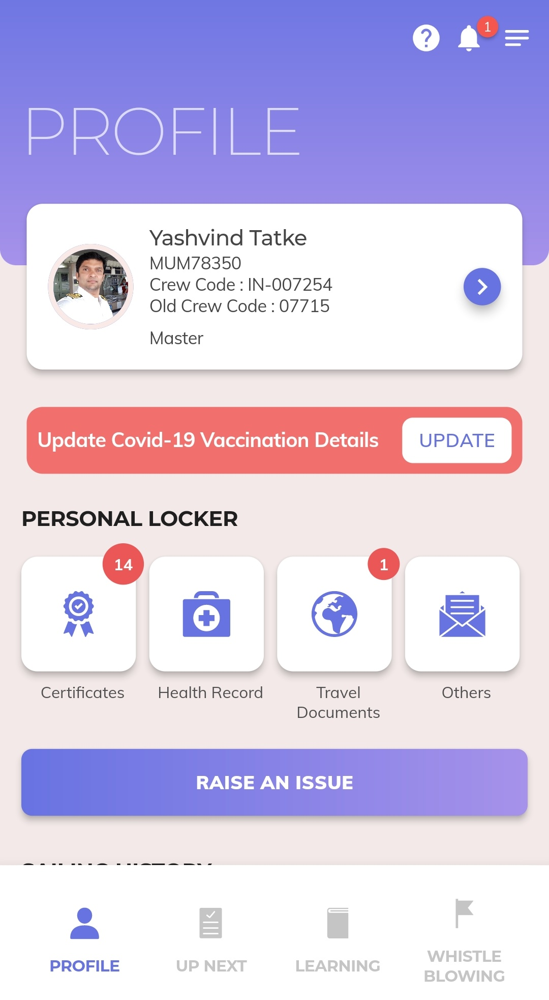 1
PROFILE
Yashvind Tatke
MUM78350
Crew Code : IN-007254
Old Crew Code : 07715
Master
Update Covid-19 Vaccination Details
UPDATE
PERSONAL LOCKER
14
1
Certificates
Health Record
Travel
Documents
Others
RAISE AN ISSUE
SAILING HISTORY
PROFILE
UP NEXT
LEARNING
WHISTLE
BLOWING